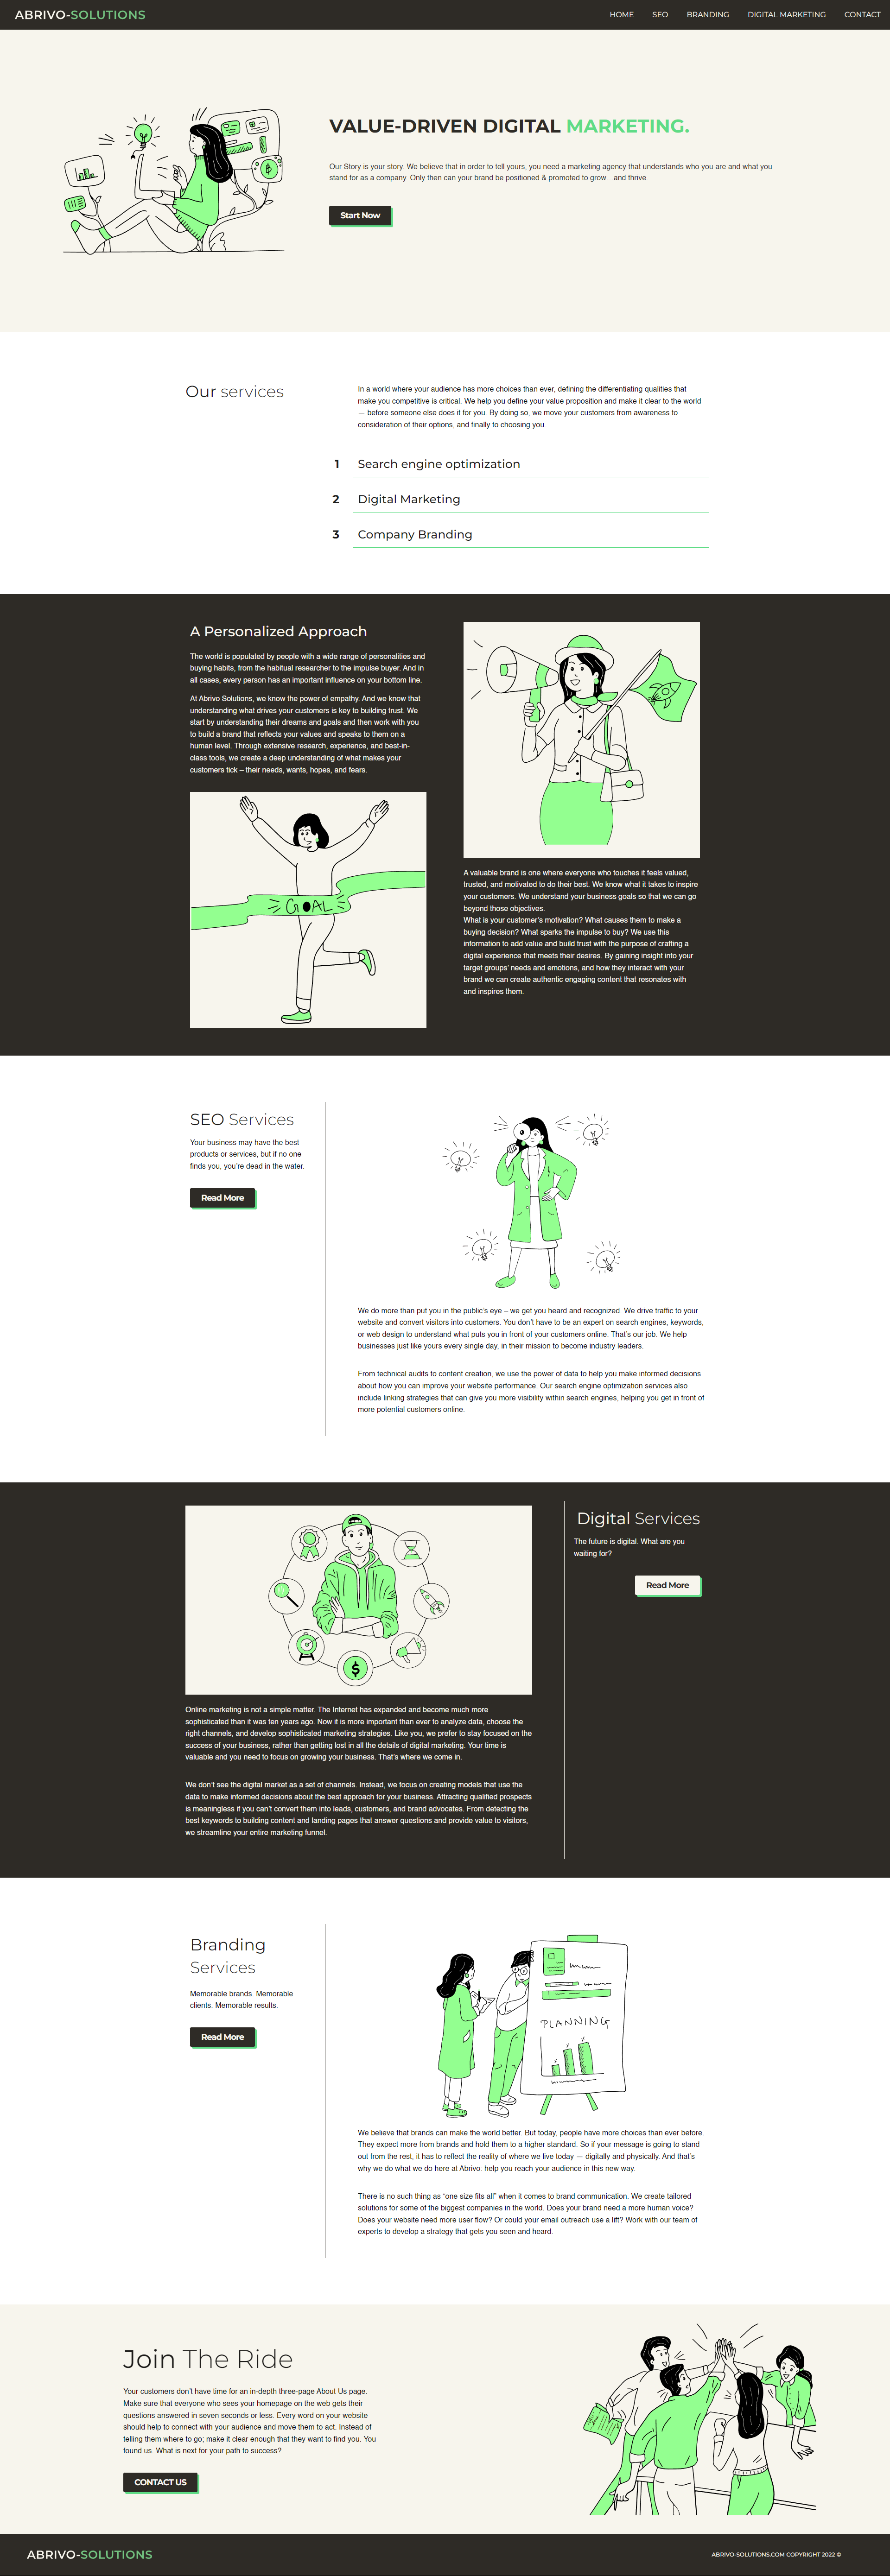 ABRIVO-SOLUTIONS
HOME SEO BRANDING DIGITAL MARKETING CONTACT
VALUE-DRIVEN DIGITAL MARKETING.
Our Story is your story. We believe that in order to tell yours, you need a marketing agency that understands who you are and what you
stand for as a company. Only then can your brand be positioned & promoted to grow…and thrive.
Start Now
Our services
In a world where your audience has more choices than ever, defining the differentiating qualities that
make you competitive is critical. We help you define your value proposition and make it clear to the world
— before someone else does it for you. By doing so, we move your customers from awareness to
consideration of their options, and finally to choosing you.
1 Search engine optimization
2 Digital Marketing
3 Company Branding
A Personalized Approach
The world is populated by people with a wide range of personalities and
buying habits, from the habitual researcher to the impulse buyer. And in
all cases, every person has an important influence on your bottom line.
At Abrivo Solutions, we know the power of empathy. And we know that
understanding what drives your customers is key to building trust. We
start by understanding their dreams and goals and then work with you
to build a brand that reflects your values and speaks to them on a
human level. Through extensive research, experience, and best-in-
class tools, we create a deep understanding of what makes your
customers tick – their needs, wants, hopes, and fears.
GOAL
A valuable brand is one where everyone who touches it feels valued,
trusted, and motivated to do their best. We know what it takes to inspire
your customers. We understand your business goals so that we can go
beyond those objectives.
What is your customer's motivation? What causes them to make a
buying decision? What sparks the impulse to buy? We use this
information to add value and build trust with the purpose of crafting a
digital experience that meets their desires. By gaining insight into your
target groups' needs and emotions, and how they interact with your
brand we can create authentic engaging content that resonates with
and inspires them.
SEO Services
Your business may have the best
products or services, but if no one
finds you, you're dead in the water.
Read More
We do more than put you in the public's eye – we get you heard and recognized. We drive traffic to your
website and convert visitors into customers. You don't have to be an expert on search engines, keywords,
or web design to understand what puts you in front of your customers online. That's our job. We help
businesses just like yours every single day, in their mission to become industry leaders.
From technical audits to content creation, we use the power of data to help you make informed decisions
about how you can improve your website performance. Our search engine optimization services also
include linking strategies that can give you more visibility within search engines, helping you get in front of
more potential customers online.
Digital Services
The future is digital. What are you
waiting for?
Read More
$
Online marketing is not a simple matter. The Internet has expanded and become much more
sophisticated than it was ten years ago. Now it is more important than ever to analyze data, choose the
right channels, and develop sophisticated marketing strategies. Like you, we prefer to stay focused on the
success of your business, rather than getting lost in all the details of digital marketing. Your time is
valuable and you need to focus on growing your business. That's where we come in.
We don't see the digital market as a set of channels. Instead, we focus on creating models that use the
data to make informed decisions about the best approach for your business. Attracting qualified prospects
is meaningless if you can't convert them into leads, customers, and brand advocates. From detecting the
best keywords to building content and landing pages that answer questions and provide value to visitors,
we streamline your entire marketing funnel.
Branding
Services
Memorable brands. Memorable
clients. Memorable results.
Read More
PLANNING
We believe that brands can make the world better. But today, people have more choices than ever before.
They expect more from brands and hold them to a higher standard. So if your message is going to stand
out from the rest, it has to reflect the reality of where we live today — digitally and physically. And that's
why we do what we do here at Abrivo: help you reach your audience in this new way.
There is no such thing as “one size fits all” when it comes to brand communication. We create tailored
solutions for some of the biggest companies in the world. Does your brand need a more human voice?
Does your website need more user flow? Or could your email outreach use a lift? Work with our team of
experts to develop a strategy that gets you seen and heard.
Join The Ride
Your customers don't have time for an in-depth three-page About Us page.
Make sure that everyone who sees your homepage on the web gets their
questions answered in seven seconds or less. Every word on your website
should help to connect with your audience and move them to act. Instead of
telling them where to go; make it clear enough that they want to find you. You
found us. What is next for your path to success?
CONTACT US
ABRIVO-SOLUTIONS
ABRIVO-SOLUTIONS.COM COPYRIGHT 2022 ©